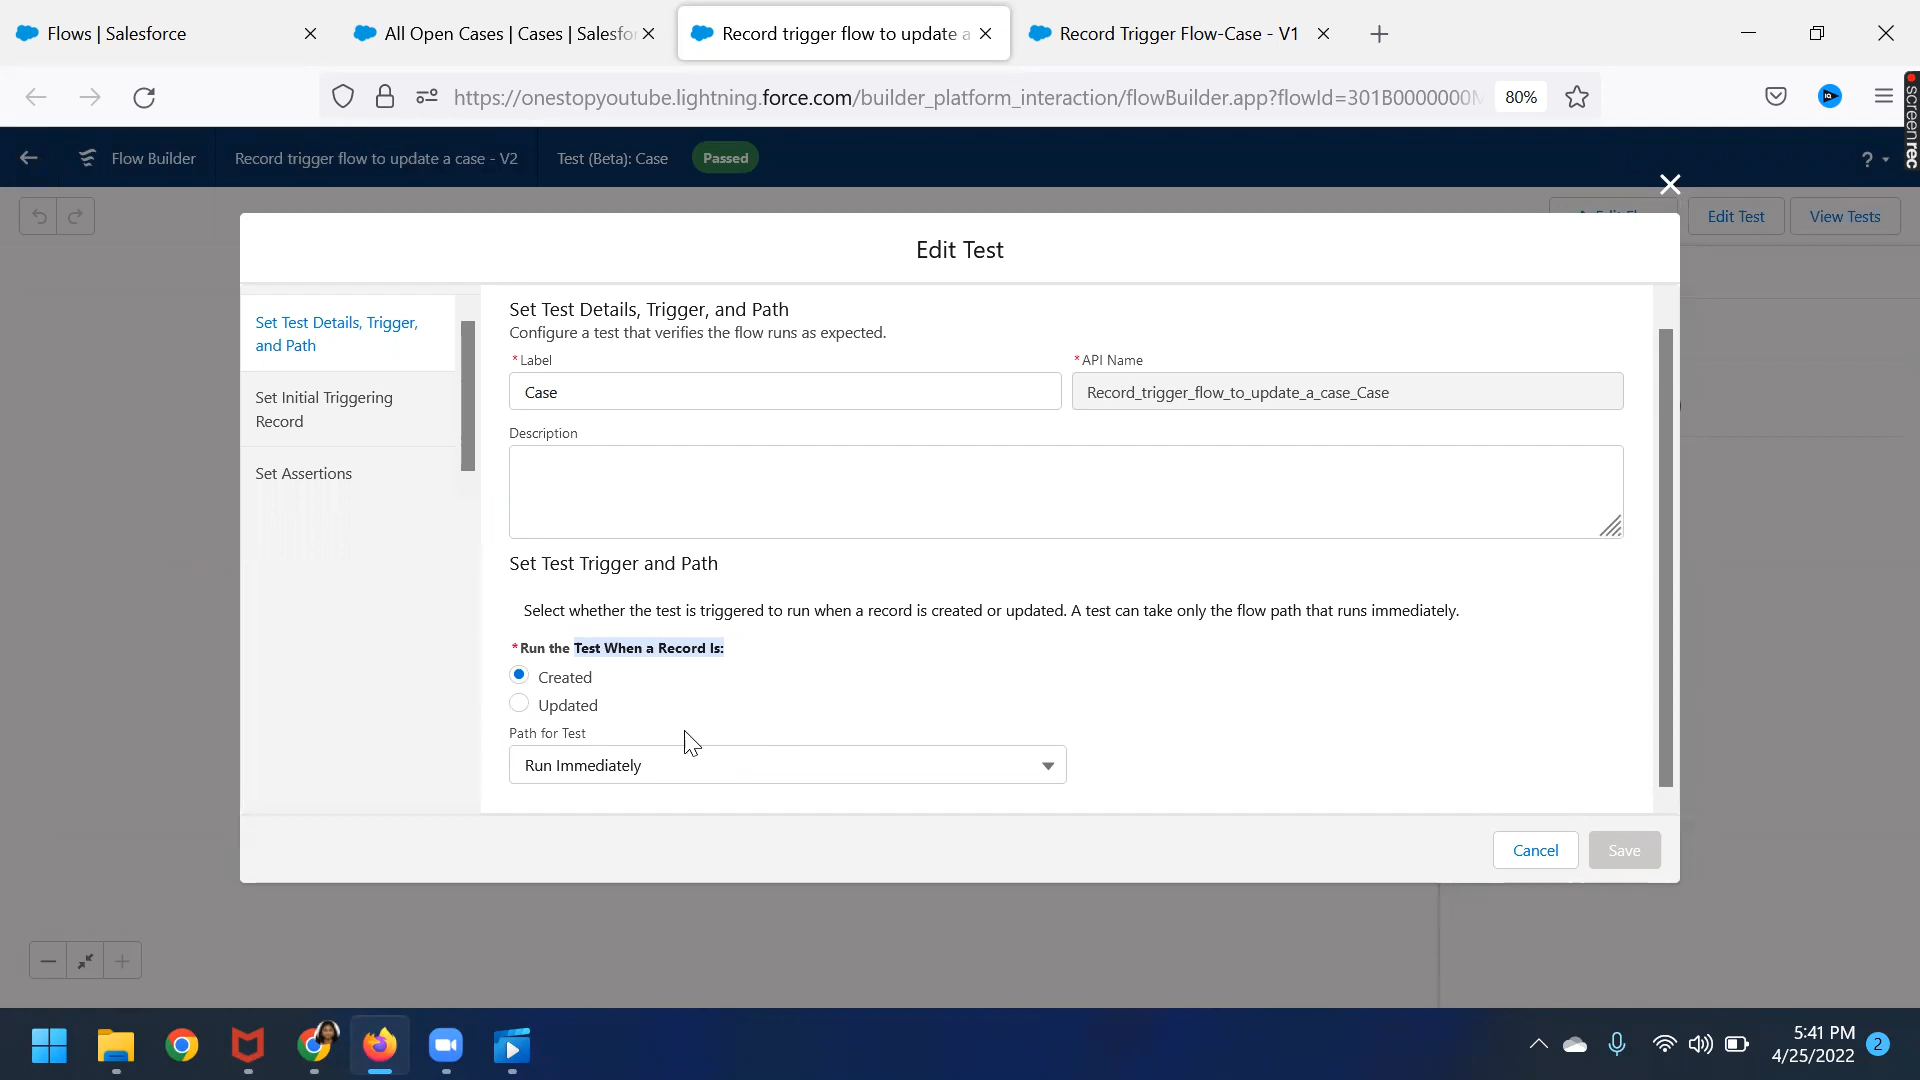 Flows | Salesforce
All Open Cases | Cases | Salesfo
Record trigger flow to update a
Record Trigger Flow-Case - V1
https://onestopyoutube.lightning.force.com/builder_platform_interaction/flowBuilder.app?flowId=301B0000000
80%
screenrec
Flow Builder
Record trigger flow to update a case - V2
Test (Beta): Case
Passed
?
Edit Test
View Tests
Edit Test
Set Test Details, Trigger,
and Path
Set Initial Triggering
Record
Set Assertions
Set Test Details, Trigger, and Path
Configure a test that verifies the flow runs as expected.
*Label
*API Name
Case
Record_trigger_flow_to_update_a_case_Case
Description
Set Test Trigger and Path
Select whether the test is triggered to run when a record is created or updated. A test can take only the flow path that runs immediately.
*Run the Test When a Record Is:
Created
Updated
Path for Test
Run Immediately
Cancel
Save
5:41 PM
4/25/2022
2